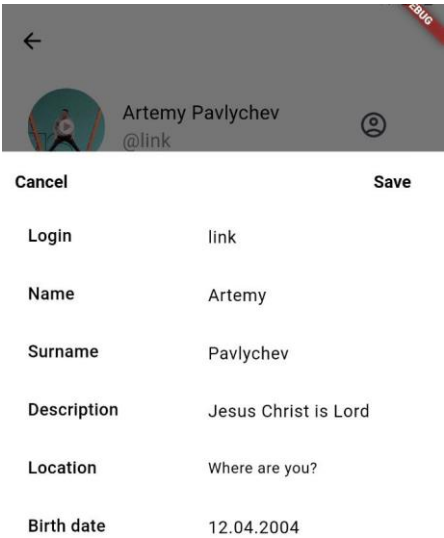 EBUG
Artemy Pavlychev
@link
Cancel Save
Login link
Name Artemy
Surname Pavlychev
Description Jesus Christ is Lord
Location Where are you?
Birth date 12.04.2004